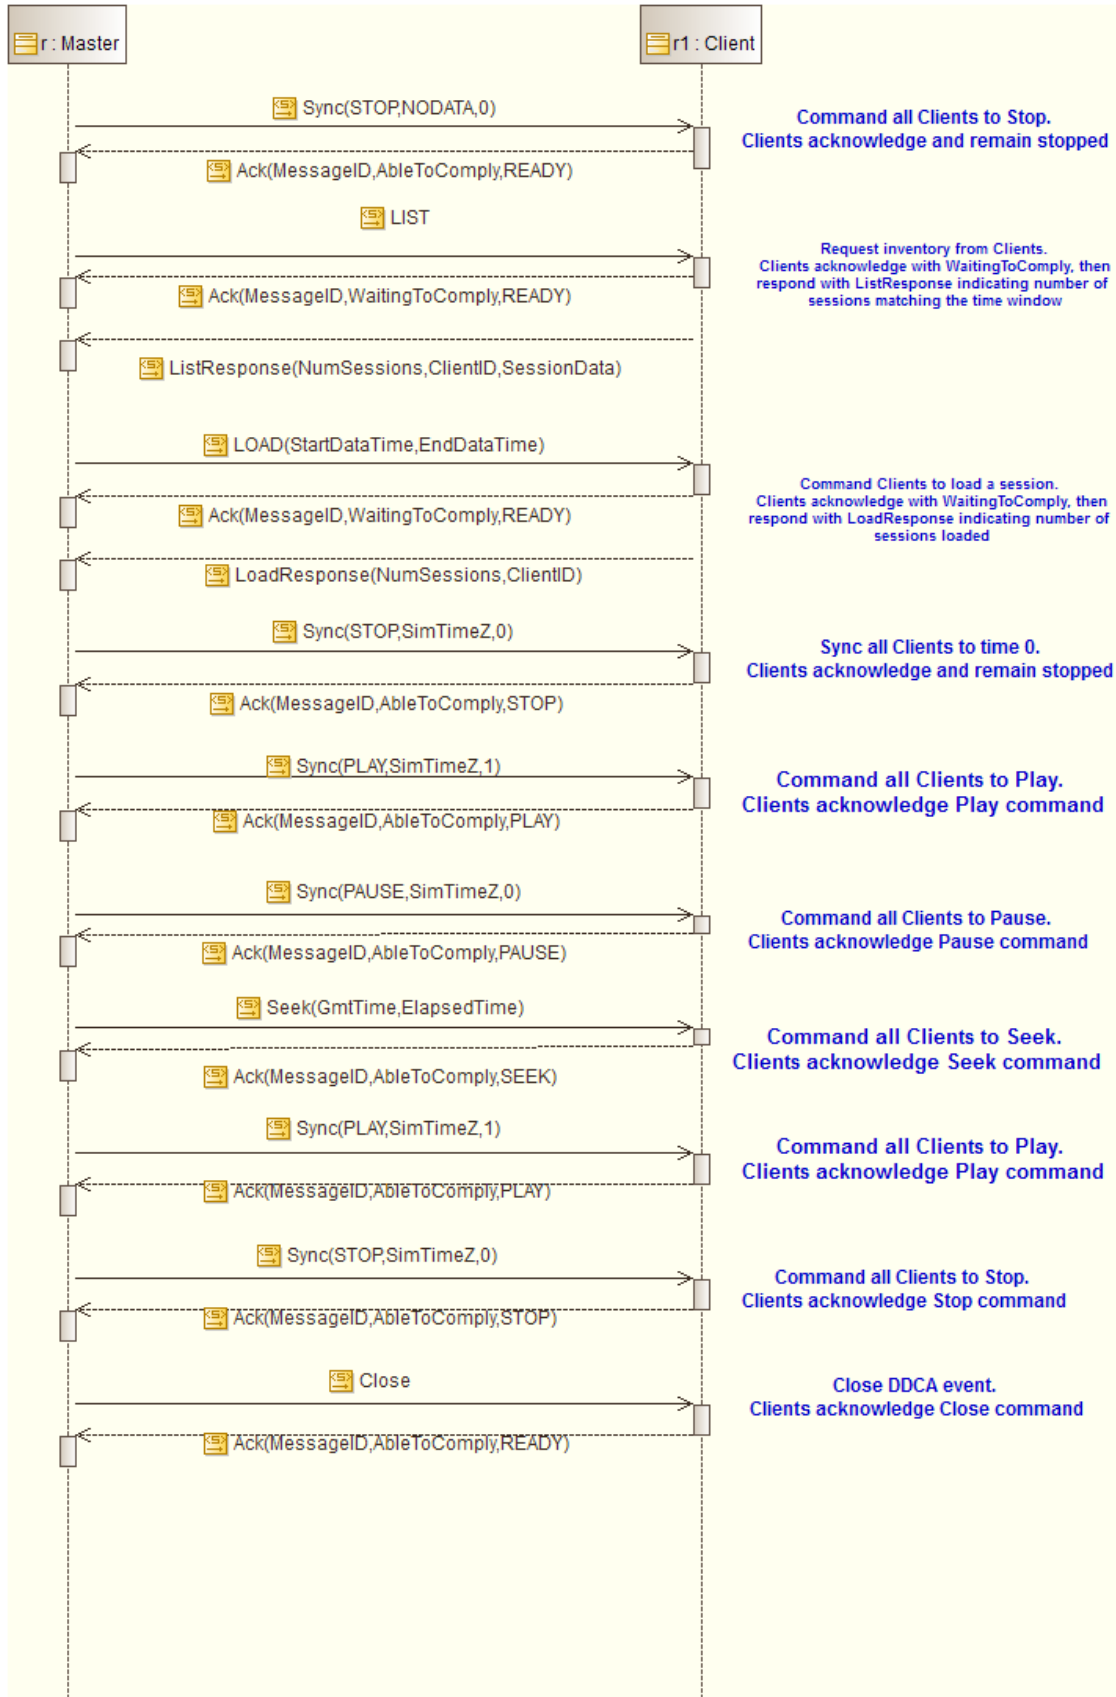 r : Master
r1 : Client
Sync(STOP,NODATA,0)
Command all Clients to Stop.
Clients acknowledge and remain stopped
Ack(MessageID,AbleToComply,READY)
LIST
Request inventory from Clients.
Clients acknowledge with WaitingToComply, then
respond with ListResponse indicating number of
sessions matching the time window
Ack(MessageID,WaitingToComply,READY)
ListResponse(NumSessions,ClientID,SessionData)
LOAD(StartDataTime,EndDataTime)
Command Clients to load a session.
Clients acknowledge with WaitingToComply, then
respond with LoadResponse indicating number of
sessions loaded
Ack(MessageID,WaitingToComply,READY)
LoadResponse(NumSessions,ClientID)
Sync(STOP,SimTimeZ,0)
Sync all Clients to time 0.
Clients acknowledge and remain stopped
Ack(MessageID,AbleToComply,STOP)
Sync(PLAY,SimTimeZ,1)
Command all Clients to Play.
Clients acknowledge Play command
Ack(MessageID,AbleToComply,PLAY)
Sync(PAUSE,SimTimeZ,0)
Command all Clients to Pause.
Clients acknowledge Pause command
Ack(MessageID,AbleToComply,PAUSE)
Seek(GmtTime,ElapsedTime)
Command all Clients to Seek.
Clients acknowledge Seek command
Ack(MessageID,AbleToComply,SEEK)
Sync(PLAY,SimTimeZ,1)
Command all Clients to Play.
Clients acknowledge Play command
Ack(MessageID,AbleToComply,PLAY)
Sync(STOP,SimTimeZ,0)
Command all Clients to Stop.
Clients acknowledge Stop command
Ack(MessageID,AbleToComply,STOP)
Close
Close DDCA event.
Clients acknowledge Close command
Ack(MessageID,AbleToComply,READY)